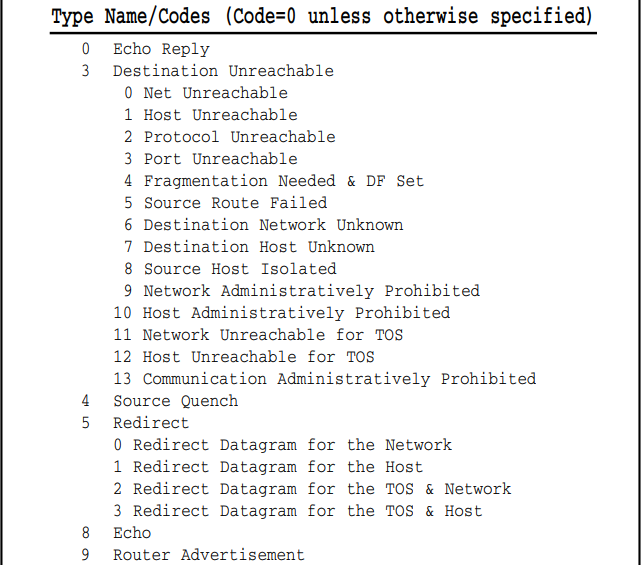 Type Name/Codes (Code=0 unless otherwise specified)
0 Echo Reply
3 Destination Unreachable
0 Net Unreachable
1 Host Unreachable
2 Protocol Unreachable
3 Port Unreachable
4 Fragmentation Needed & DF Set
5 Source Route Failed
6 Destination Network Unknown
7 Destination Host Unknown
8 Source Host Isolated
9 Network Administratively Prohibited
10 Host Administratively Prohibited
11 Network Unreachable for TOS
12 Host Unreachable for TOS
13 Communication Administratively Prohibited
4 Source Quench
5 Redirect
0 Redirect Datagram for the Network
1 Redirect Datagram for the Host
2 Redirect Datagram for the TOS & Network
3 Redirect Datagram for the TOS & Host
8 Echo
9 Router Advertisement